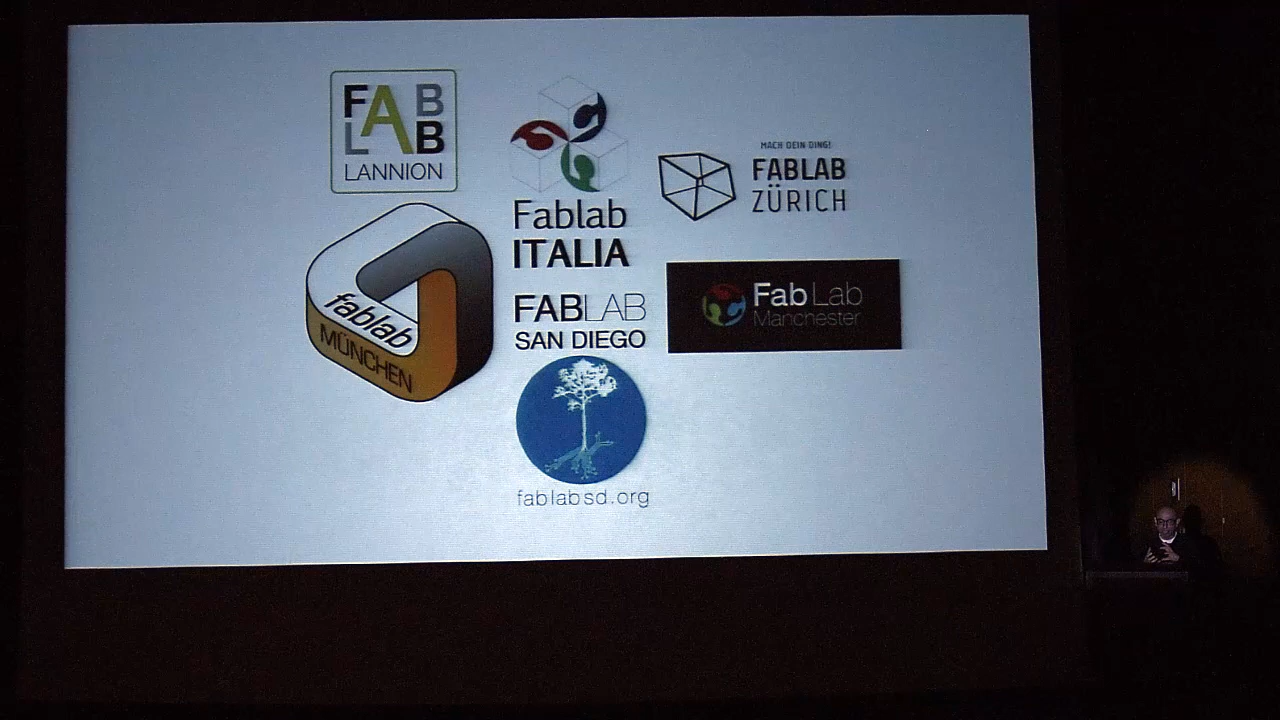 FAB
LAB
LANNION
Fablab
ITALIA
MACH DEIN DING!
FABLAB
ZÜRICH
fablab
MÜNCHEN
FABLAB
SAN DIEGO
fablabsd.org
Fab Lab
Manchester